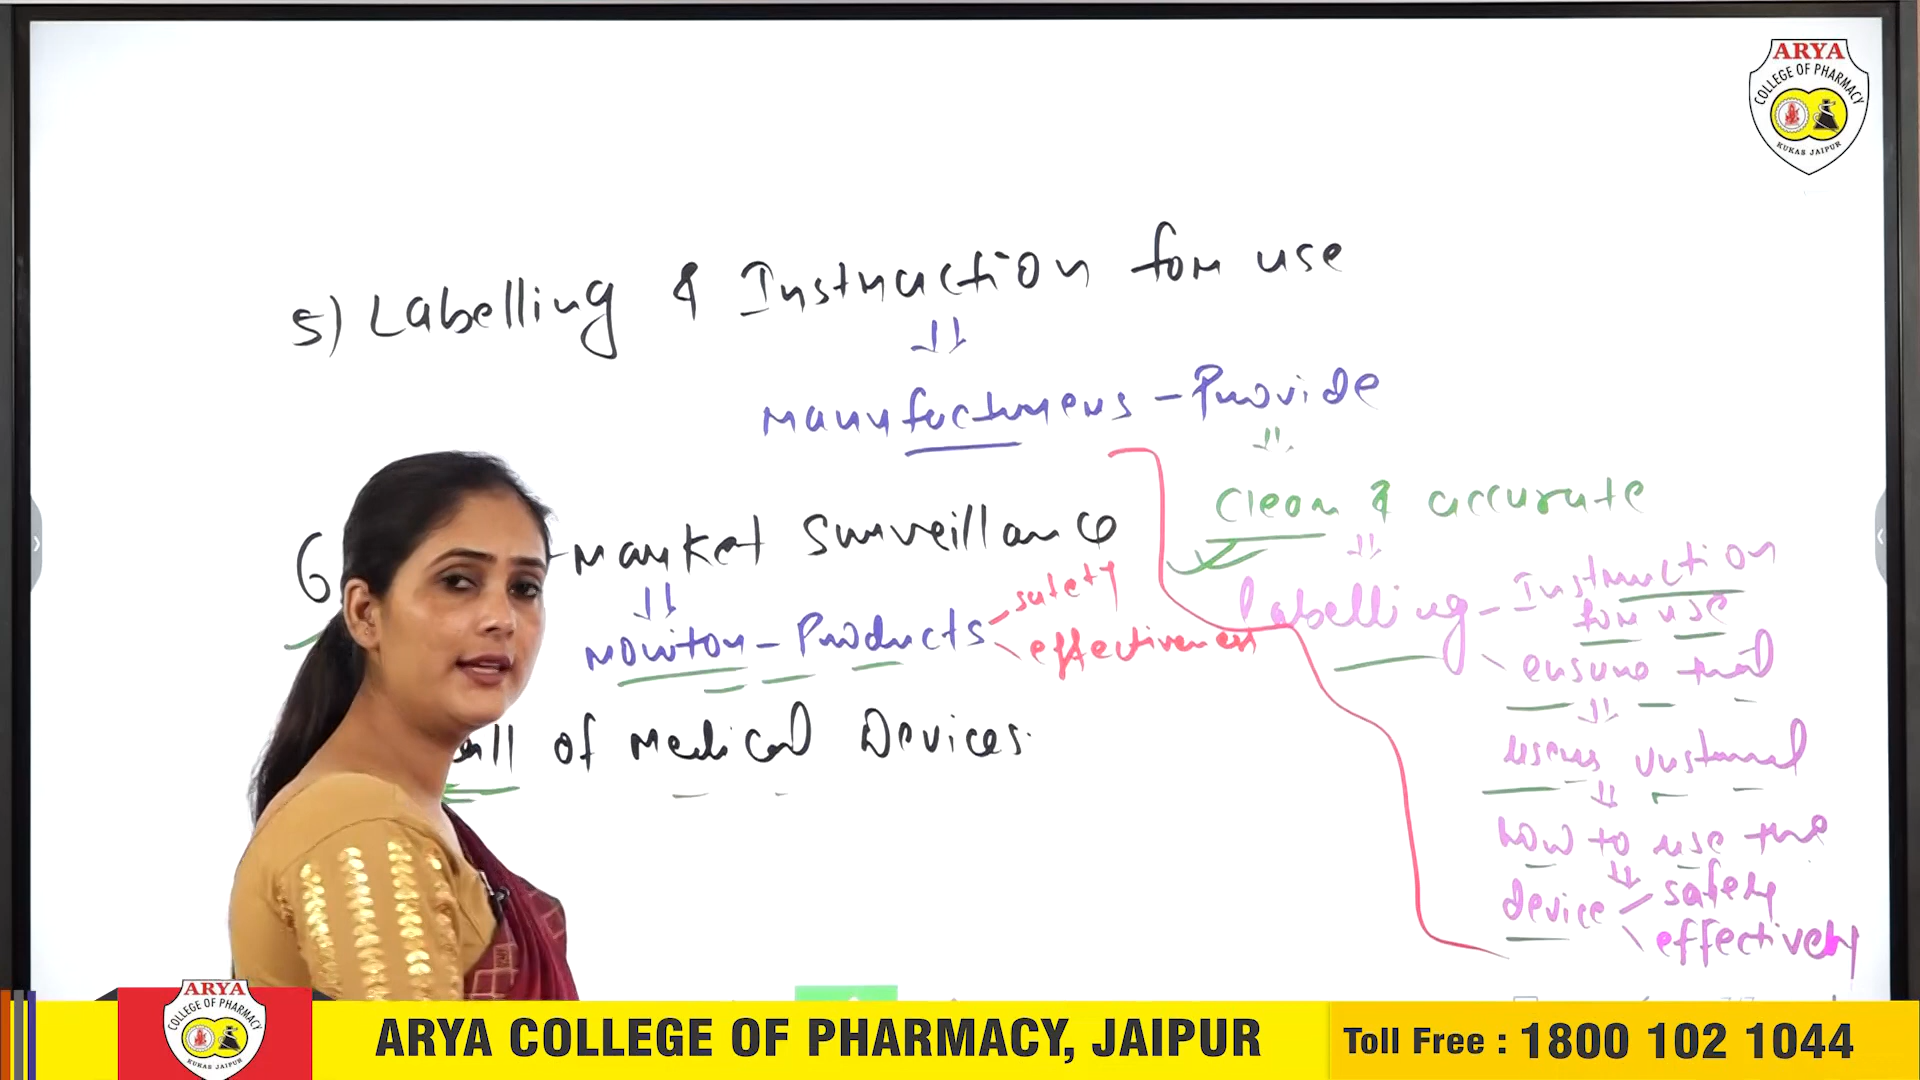 ARYA
COLLEGE OF PHARMACY
KUKAS JAIPUR
5) Labelling & Instruction for use
Manufacturers - Provide
Clear & accurate
Labelling - Instruction
for use
ensure that
users understand
how to use the
device safely
effectively
6 -market Surveillance
Monitor - Products safety
effectiveness
all of Medical Devices.
ARYA
COLLEGE OF PHARMACY
ARYA COLLEGE OF PHARMACY, JAIPUR
Toll Free : 1800 102 1044